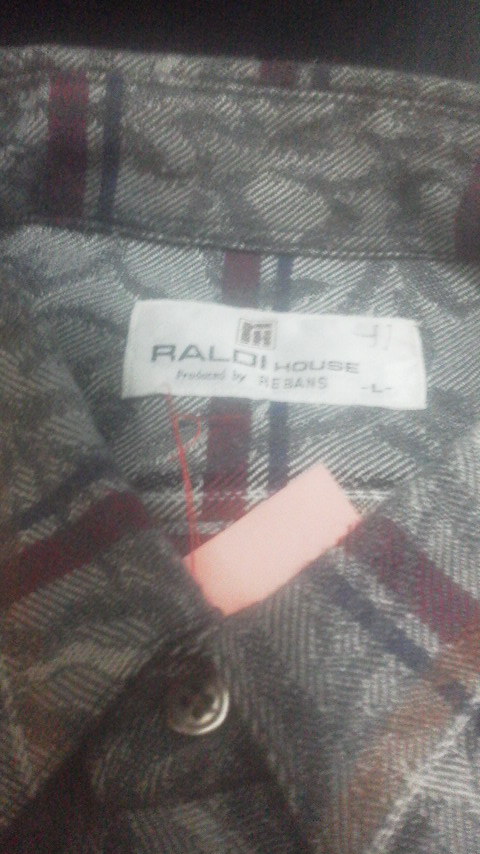 RALDI HOUSE
Produced by REBANS -L-